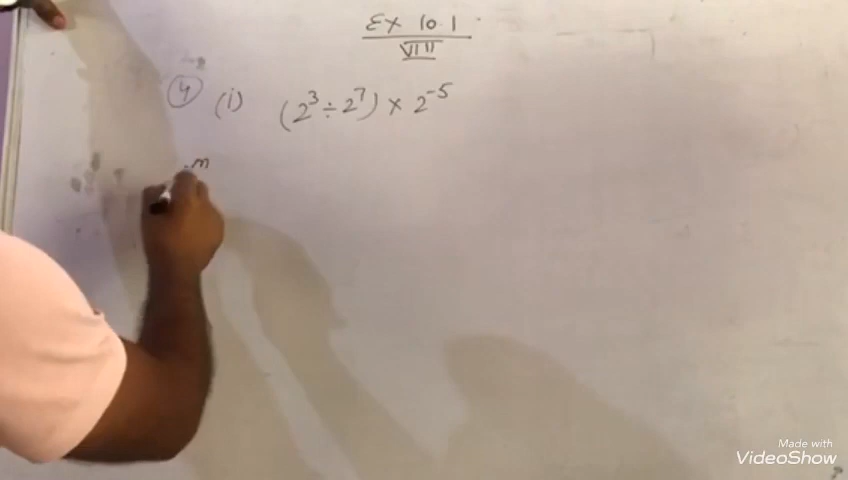 Ex 10.1
VIII
④ (i) (2³ ÷ 2⁷) × 2⁻⁵
m
Made with
VideoShow